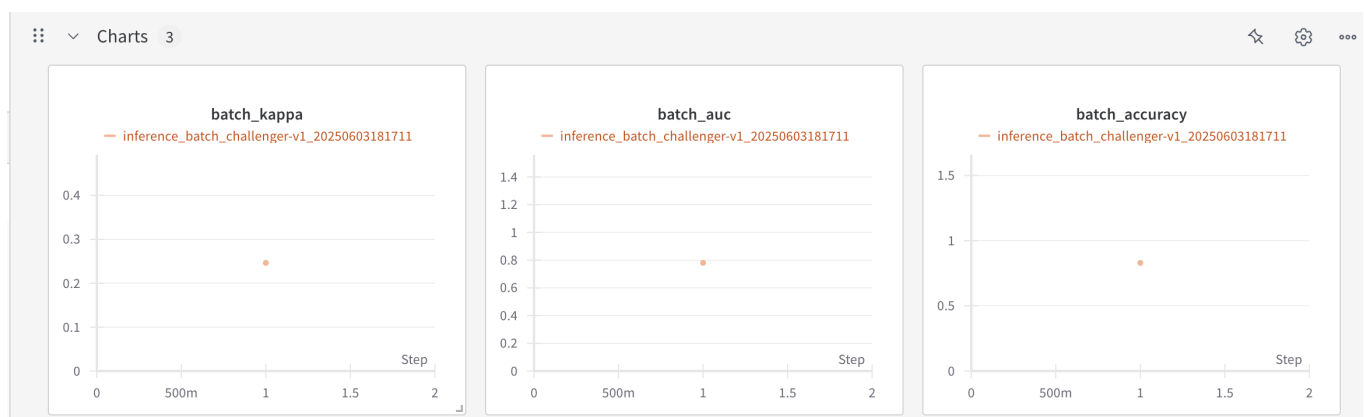 Charts 3
batch_kappa
inference_batch_challenger-v1_20250603181711
0.4
0.3
0.2
0.1
0
Step
0 500m 1 1.5 2
batch_auc
inference_batch_challenger-v1_20250603181711
1.4
1.2
1
0.8
0.6
0.4
0.2
0
Step
0 500m 1 1.5 2
batch_accuracy
inference_batch_challenger-v1_20250603181711
1.5
1
0.5
0
Step
0 500m 1 1.5 2